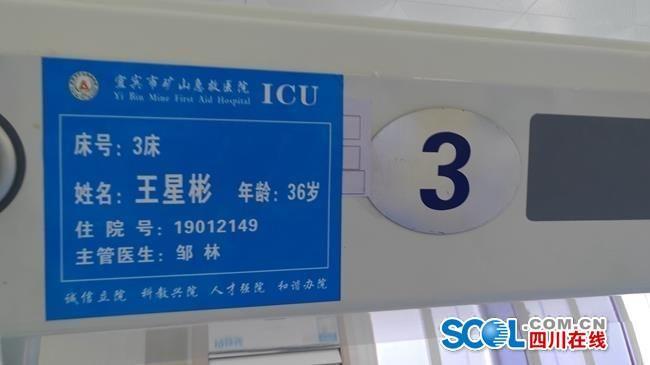 宜宾市矿山急救医院 ICU
Yi Bin Mine First Aid Hospital
床号：3床
姓名：王星彬 年龄：36岁
住 院 号：19012149
主管医生：邹 林
诚信立院 科教兴院 人才强院 和谐办院
3
SCOL.COM.CN
四川在线